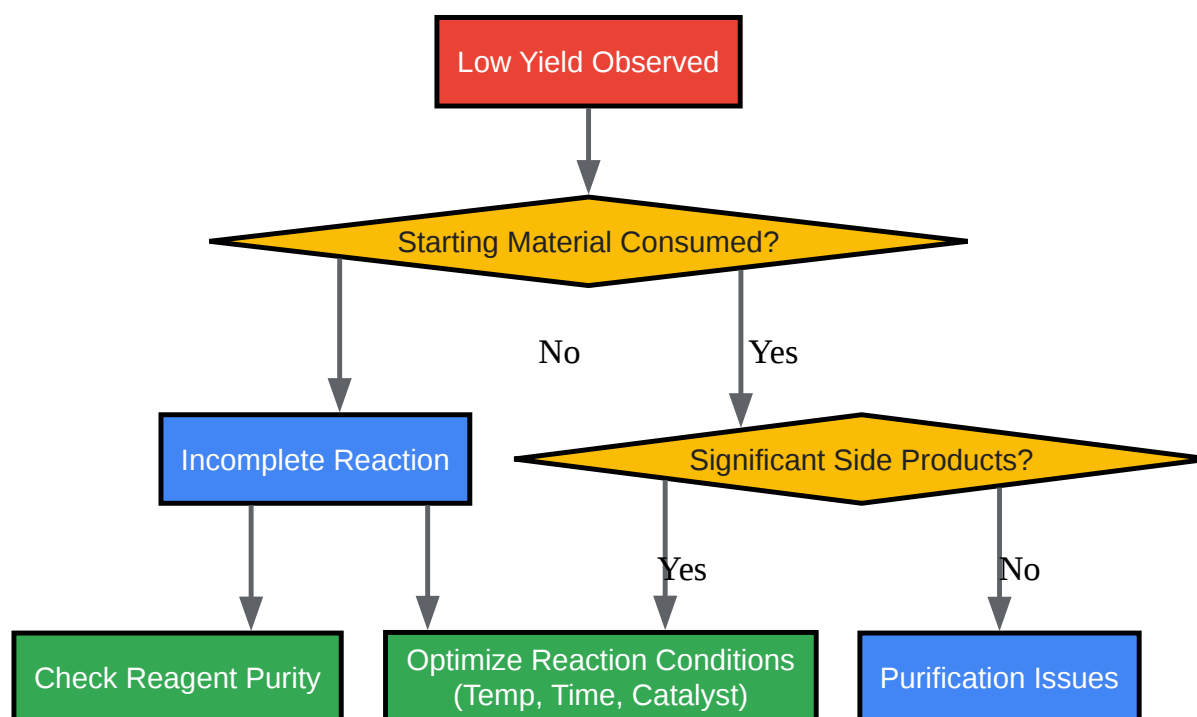 Low Yield Observed
Starting Material Consumed?
No
Yes
Incomplete Reaction
Significant Side Products?
Yes
No
Check Reagent Purity
Optimize Reaction Conditions
(Temp, Time, Catalyst)
Purification Issues